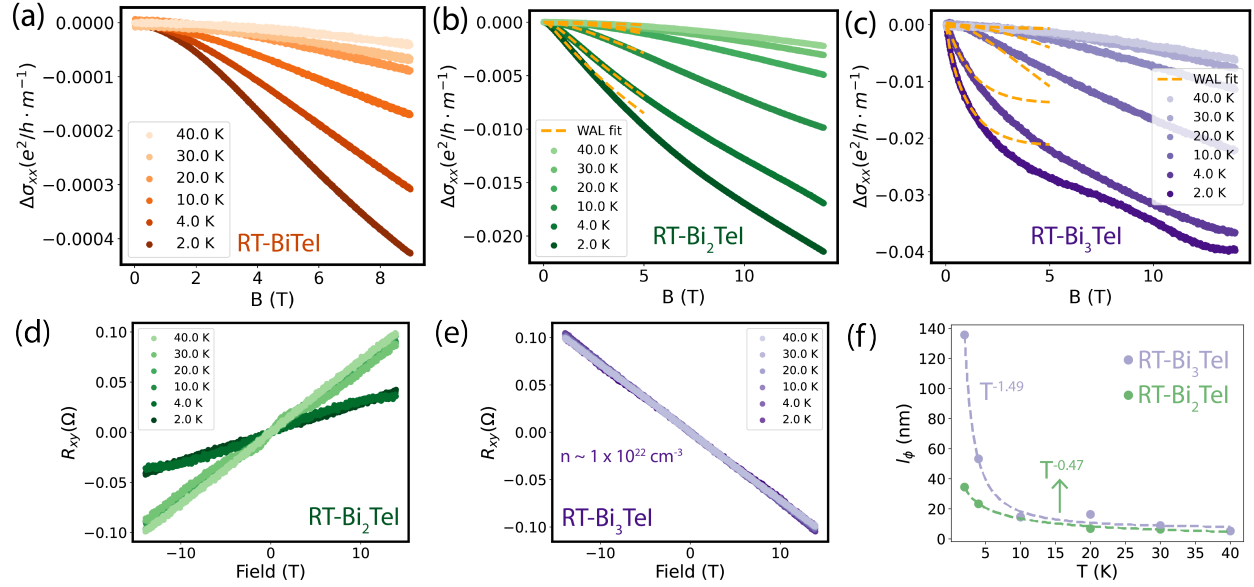 (a)
0.0000
−0.0001
−0.0002
−0.0003
−0.0004
Δσxx(e²/h · m⁻¹)
40.0 K
30.0 K
20.0 K
10.0 K
4.0 K
2.0 K
RT-BiTeI
0 2 4 6 8
B (T)
(b)
0.000
−0.005
−0.010
−0.015
−0.020
Δσxx(e²/h · m⁻¹)
WAL fit
40.0 K
30.0 K
20.0 K
10.0 K
4.0 K
2.0 K
RT-Bi₂TeI
0 5 10
B (T)
(c)
0.00
−0.01
−0.02
−0.03
−0.04
Δσxx(e²/h · m⁻¹)
WAL fit
40.0 K
30.0 K
20.0 K
10.0 K
4.0 K
2.0 K
RT-Bi₃TeI
0 5 10
B (T)
(d)
0.10
0.05
0.00
−0.05
−0.10
Rxy(Ω)
40.0 K
30.0 K
20.0 K
10.0 K
4.0 K
2.0 K
RT-Bi₂TeI
−10 0 10
Field (T)
(e)
0.10
0.05
0.00
−0.05
−0.10
Rxy(Ω)
40.0 K
30.0 K
20.0 K
10.0 K
4.0 K
2.0 K
n ~ 1 x 10²² cm⁻³
RT-Bi₃TeI
−10 0 10
Field (T)
(f)
140
120
100
80
60
40
20
0
lϕ (nm)
RT-Bi₃TeI
RT-Bi₂TeI
T⁻¹·⁴⁹
T⁻⁰·⁴⁷
5 10 15 20 25 30 35 40
T (K)